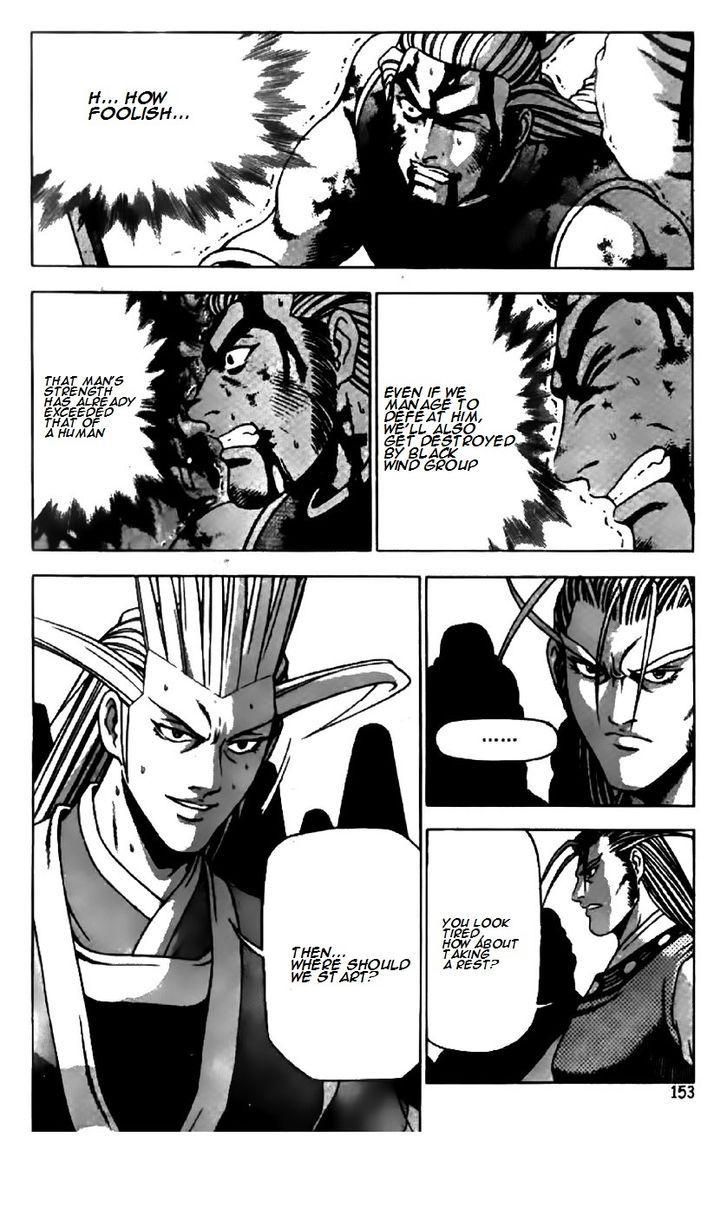 H... HOW
FOOLISH...
EVEN IF WE
MANAGE TO
DEFEAT HIM,
WE'LL ALSO
GET DESTROYED
BY BLACK
WIND GROUP
THAT MAN'S
STRENGTH
HAS ALREADY
EXCEEDED
THAT OF
A HUMAN
......
YOU LOOK
TIRED,
HOW ABOUT
TAKING
A REST?
THEN...
WHERE SHOULD
WE START?
153